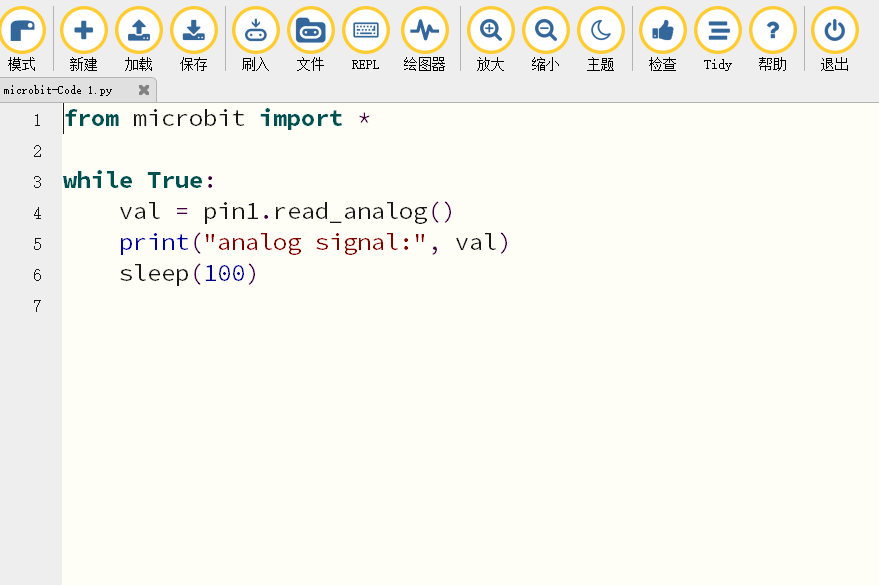 模式 新建 加载 保存 刷入 文件 REPL 绘图器 放大 缩小 主题 检查 Tidy 帮助 退出
microbit-Code 1.py
1 from microbit import *
2
3 while True:
4     val = pin1.read_analog()
5     print("analog signal:", val)
6     sleep(100)
7